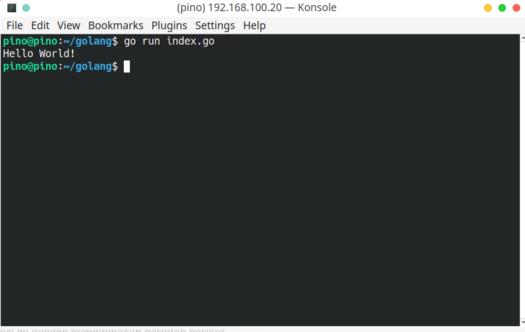 (pino) 192.168.100.20 — Konsole
File Edit View Bookmarks Plugins Settings Help
pino@pino:~/golang$ go run index.go
Hello World!
pino@pino:~/golang$